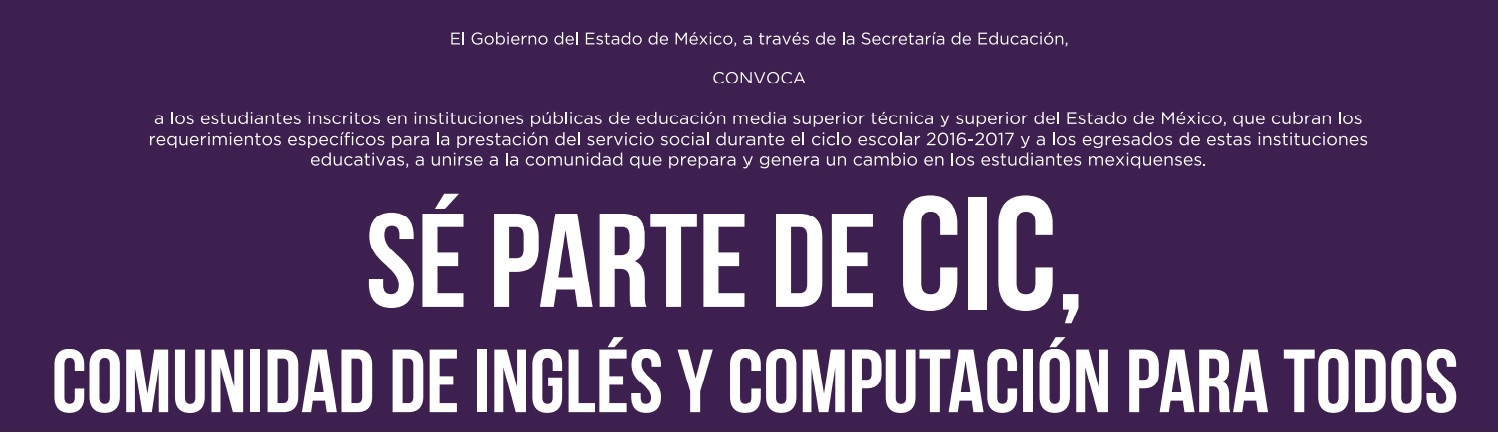 El Gobierno del Estado de México, a través de la Secretaría de Educación,
CONVOCA
a los estudiantes inscritos en instituciones públicas de educación media superior técnica y superior del Estado de México, que cubran los
requerimientos específicos para la prestación del servicio social durante el ciclo escolar 2016-2017 y a los egresados de estas instituciones
educativas, a unirse a la comunidad que prepara y genera un cambio en los estudiantes mexiquenses.
SÉ PARTE DE CIC,
COMUNIDAD DE INGLÉS Y COMPUTACIÓN PARA TODOS